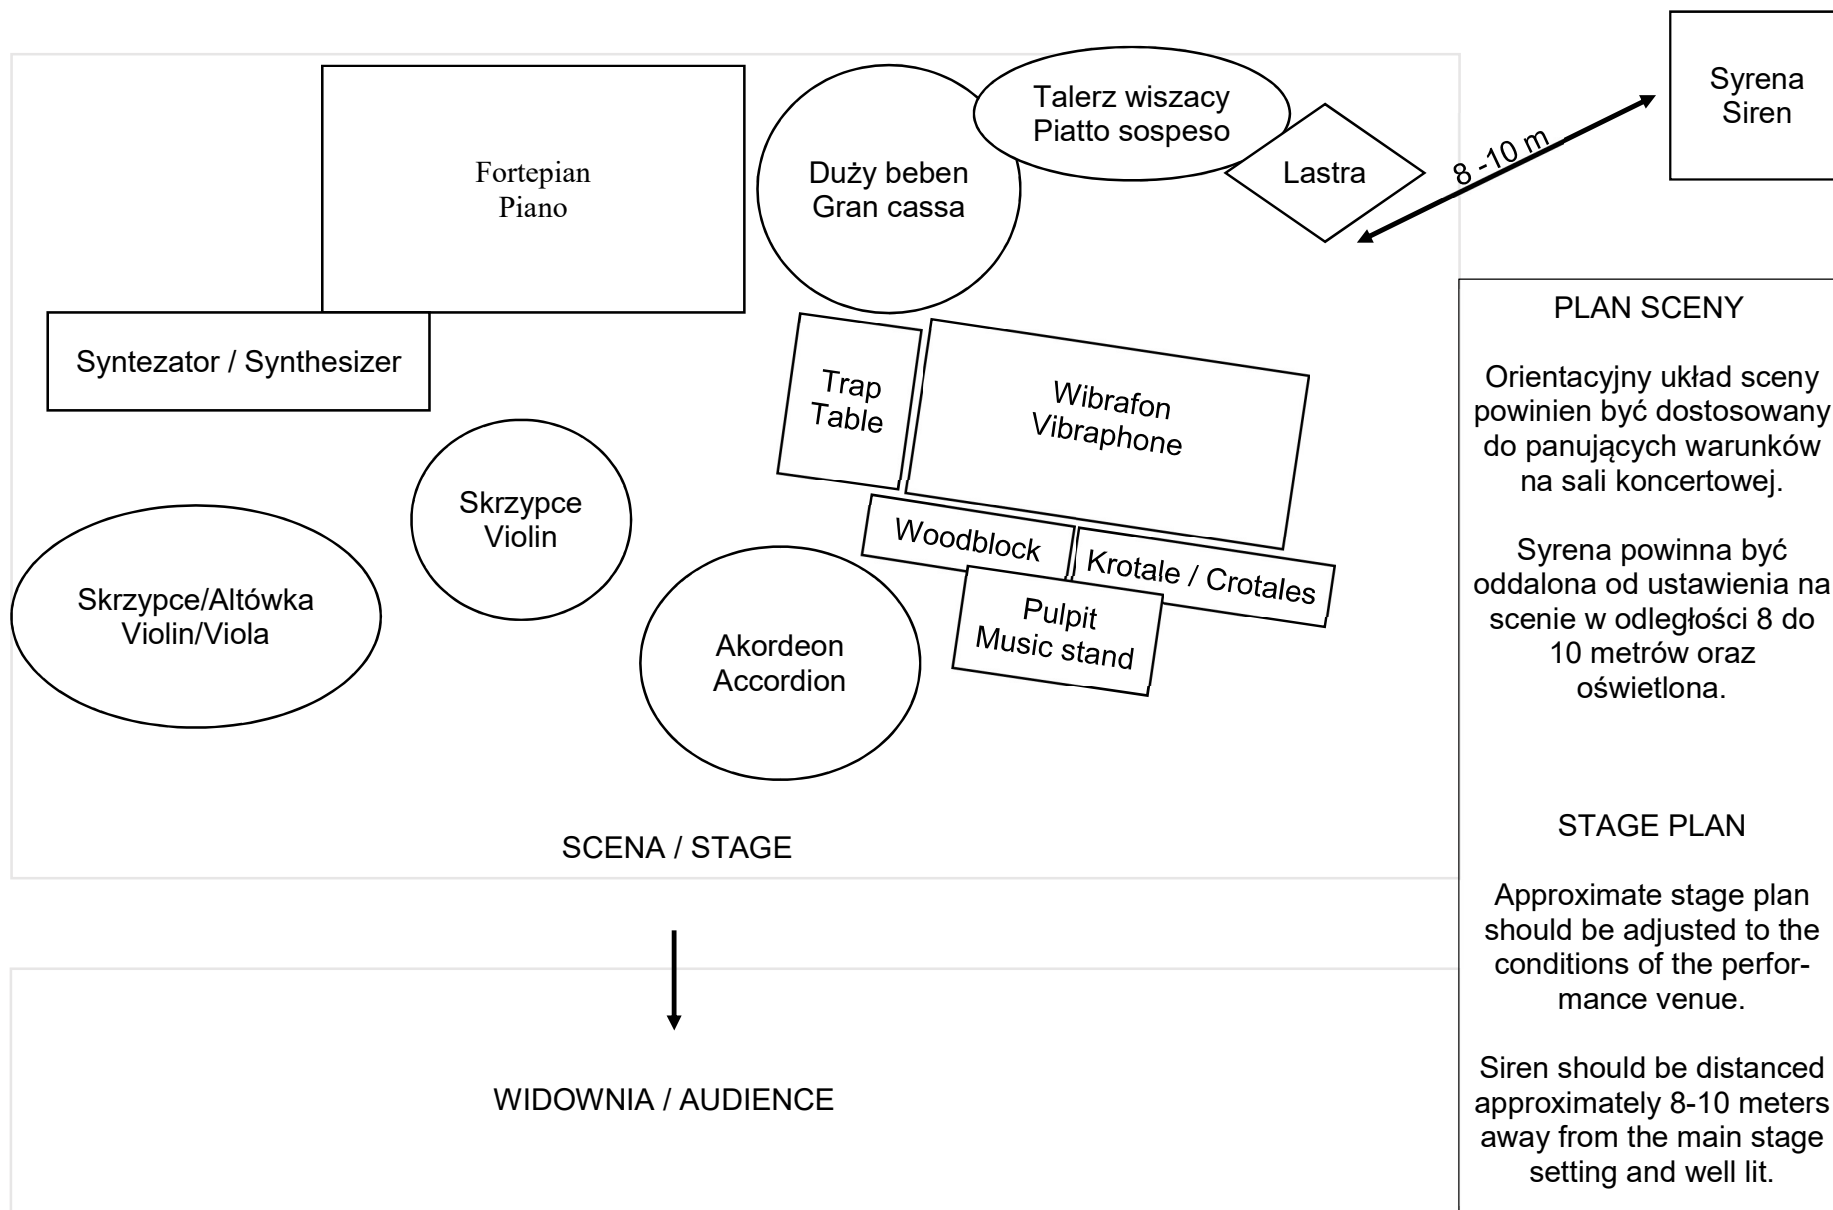 Syrena
Siren
Talerz wiszacy
Piatto sospeso
Duży beben
Gran cassa
Lastra
8 -10 m
Fortepian
Piano
Syntezator / Synthesizer
Trap
Table
Wibrafon
Vibraphone
Skrzypce
Violin
Woodblock
Krotale / Crotales
Skrzypce/Altówka
Violin/Viola
Pulpit
Music stand
Akordeon
Accordion
SCENA / STAGE
WIDOWNIA / AUDIENCE
PLAN SCENY
Orientacyjny układ sceny
powinien być dostosowany
do panujących warunków
na sali koncertowej.
Syrena powinna być
oddalona od ustawienia na
scenie w odległości 8 do
10 metrów oraz
oświetlona.
STAGE PLAN
Approximate stage plan
should be adjusted to the
conditions of the perfor-
mance venue.
Siren should be distanced
approximately 8-10 meters
away from the main stage
setting and well lit.